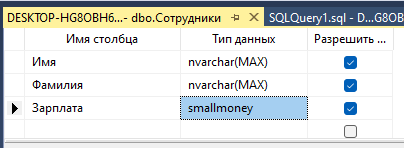 DESKTOP-HG8OBH6...- dbo.Сотрудники SQLQuery1.sql - D...G8OBH
Имя столбца Тип данных Разрешить ...
Имя nvarchar(MAX)
Фамилия nvarchar(MAX)
Зарплата smallmoney